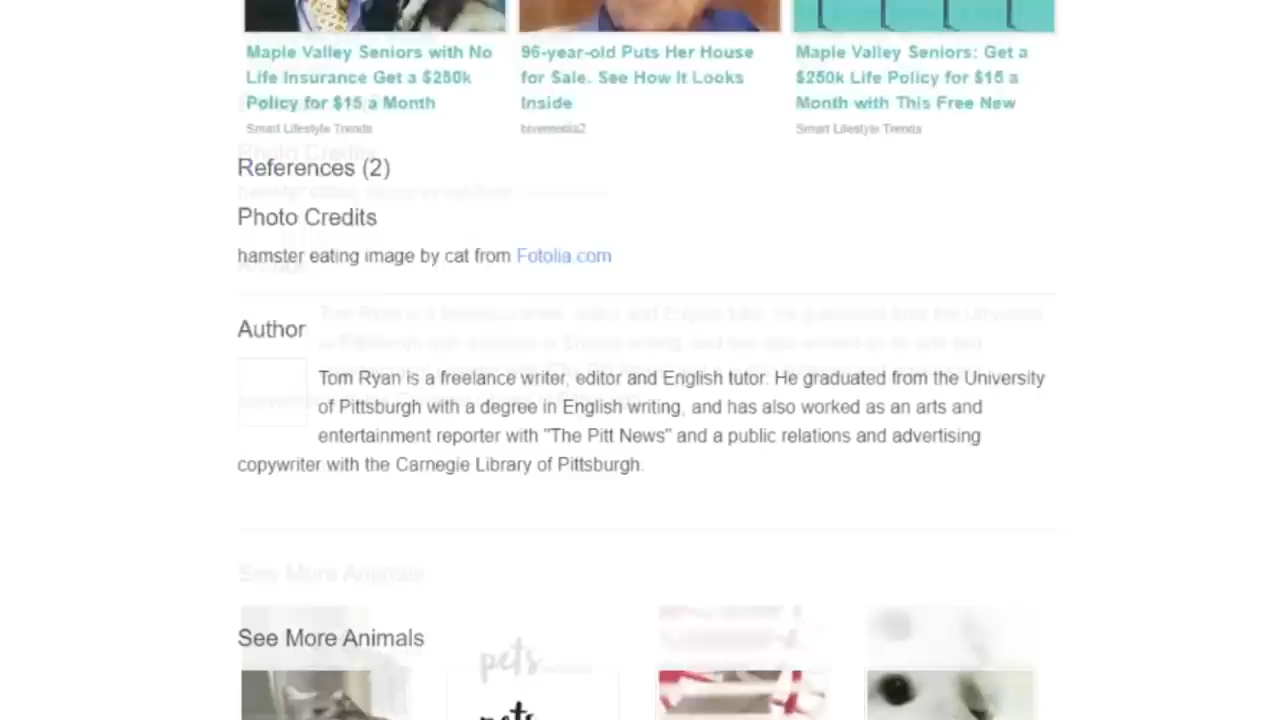 Maple Valley Seniors with No
Life Insurance Get a $250k
Policy for $15 a Month
Smart Lifestyle Trends
96-year-old Puts Her House
for Sale. See How It Looks
Inside
Maple Valley Seniors: Get a
$250k Life Policy for $15 a
Month with This Free New
Smart Lifestyle Trends
References (2)
Photo Credits
hamster eating image by cat from Fotolia.com
Author
Tom Ryan is a freelance writer, editor and English tutor. He graduated from the University
of Pittsburgh with a degree in English writing, and has also worked as an arts and
entertainment reporter with "The Pitt News" and a public relations and advertising
copywriter with the Carnegie Library of Pittsburgh.
See More Animals
pets